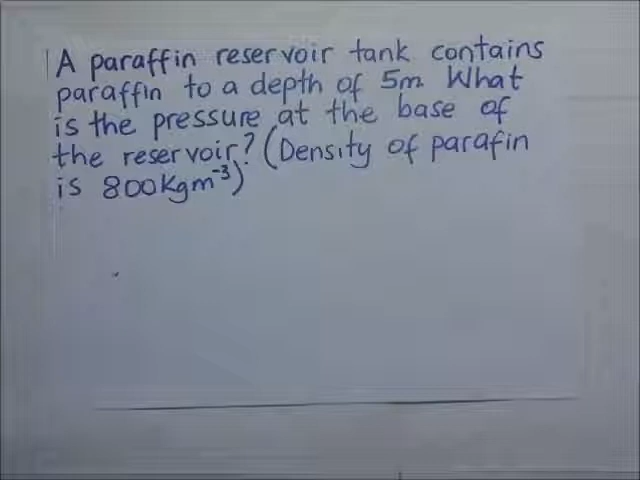 A paraffin reservoir tank contains
paraffin to a depth of 5m. What
is the pressure at the base of
the reservoir? (Density of parafin
is 800Kgm⁻³)